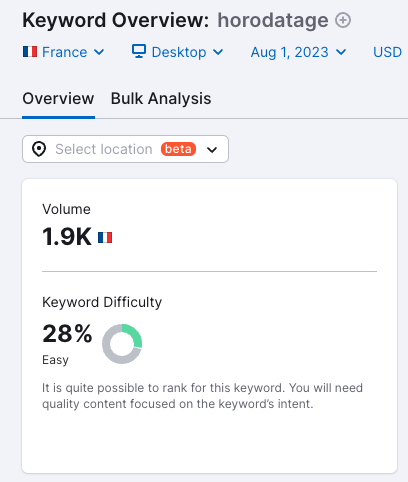 Keyword Overview: horodatage
France Desktop Aug 1, 2023 USD
Overview Bulk Analysis
Select location beta
Volume
1.9K
Keyword Difficulty
28%
Easy
It is quite possible to rank for this keyword. You will need
quality content focused on the keyword's intent.